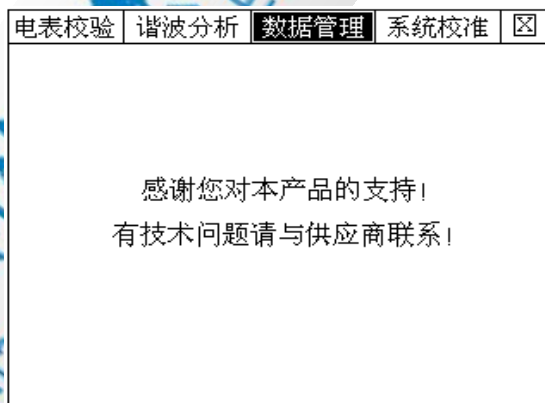 电表校验 谐波分析 数据管理 系统校准
感谢您对本产品的支持!
有技术问题请与供应商联系!